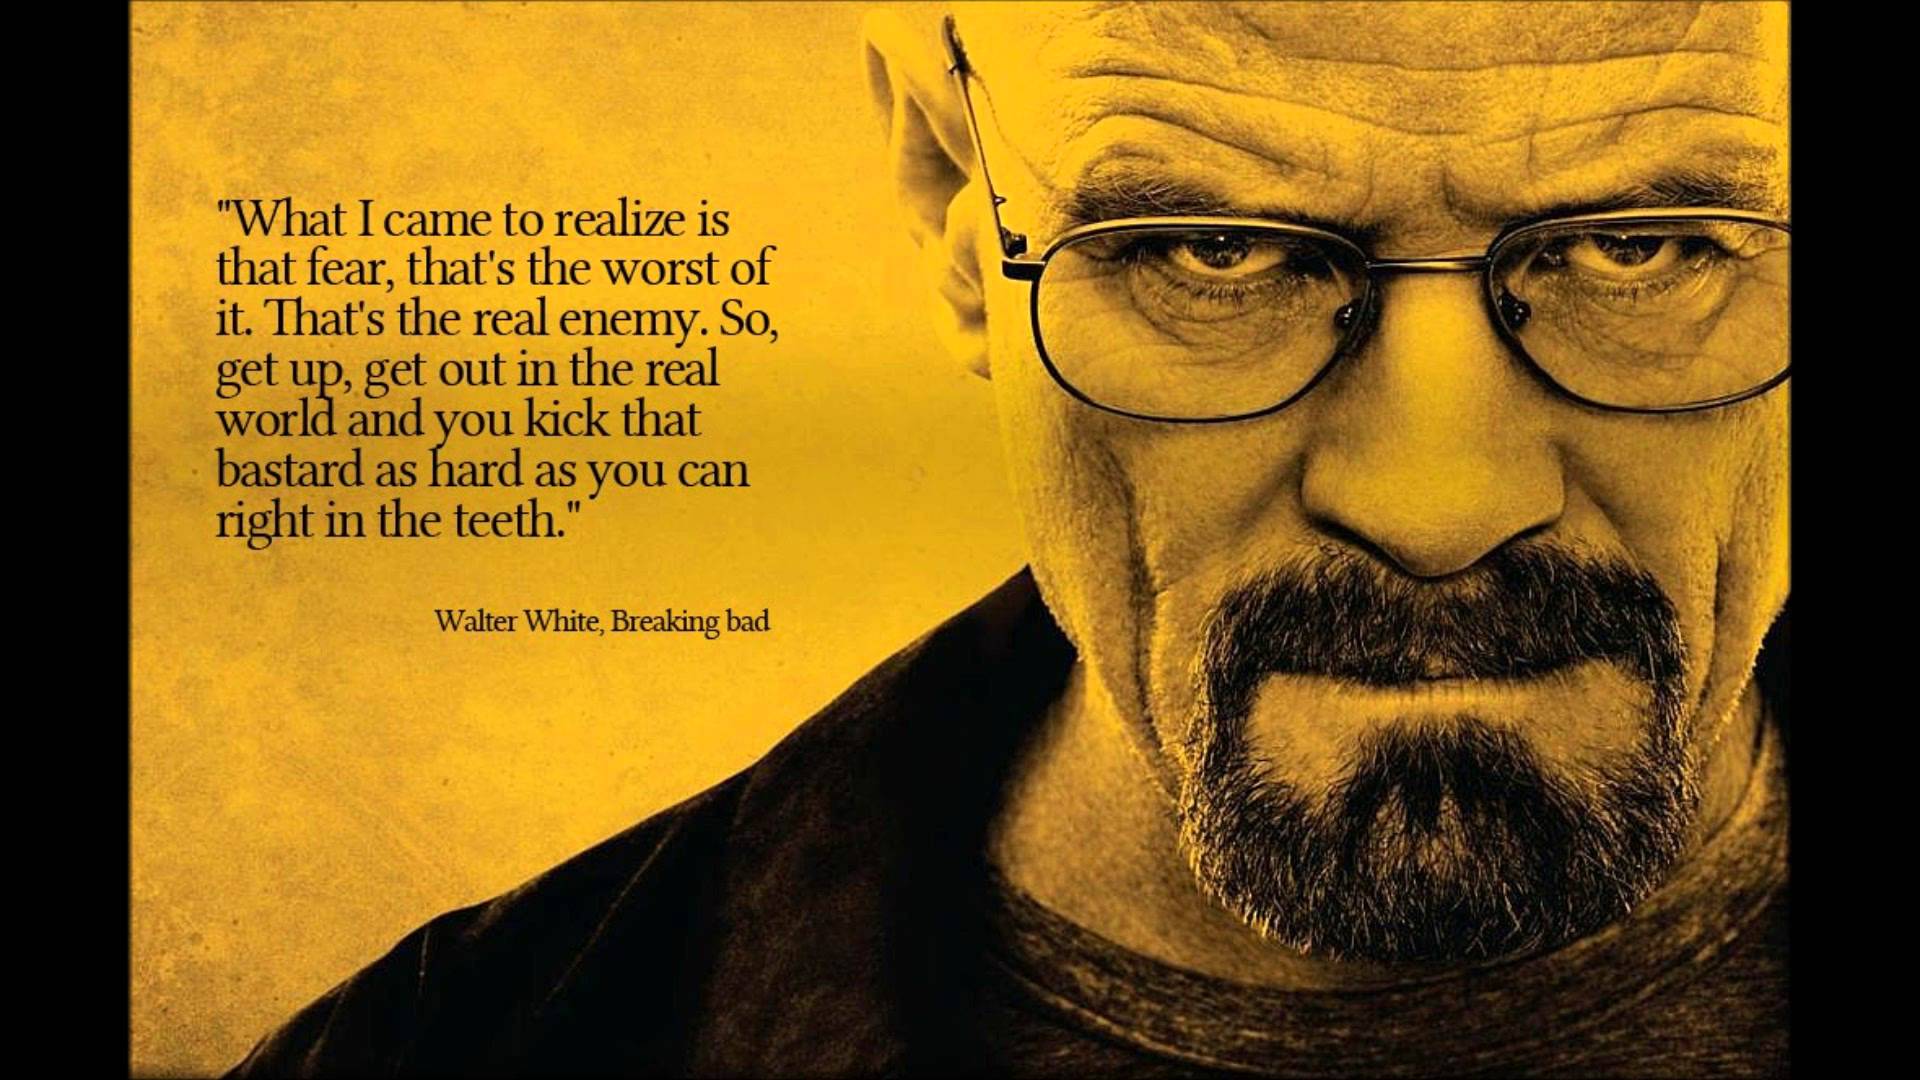 "What I came to realize is
that fear, that's the worst of
it. That's the real enemy. So,
get up, get out in the real
world and you kick that
bastard as hard as you can
right in the teeth."
Walter White, Breaking bad